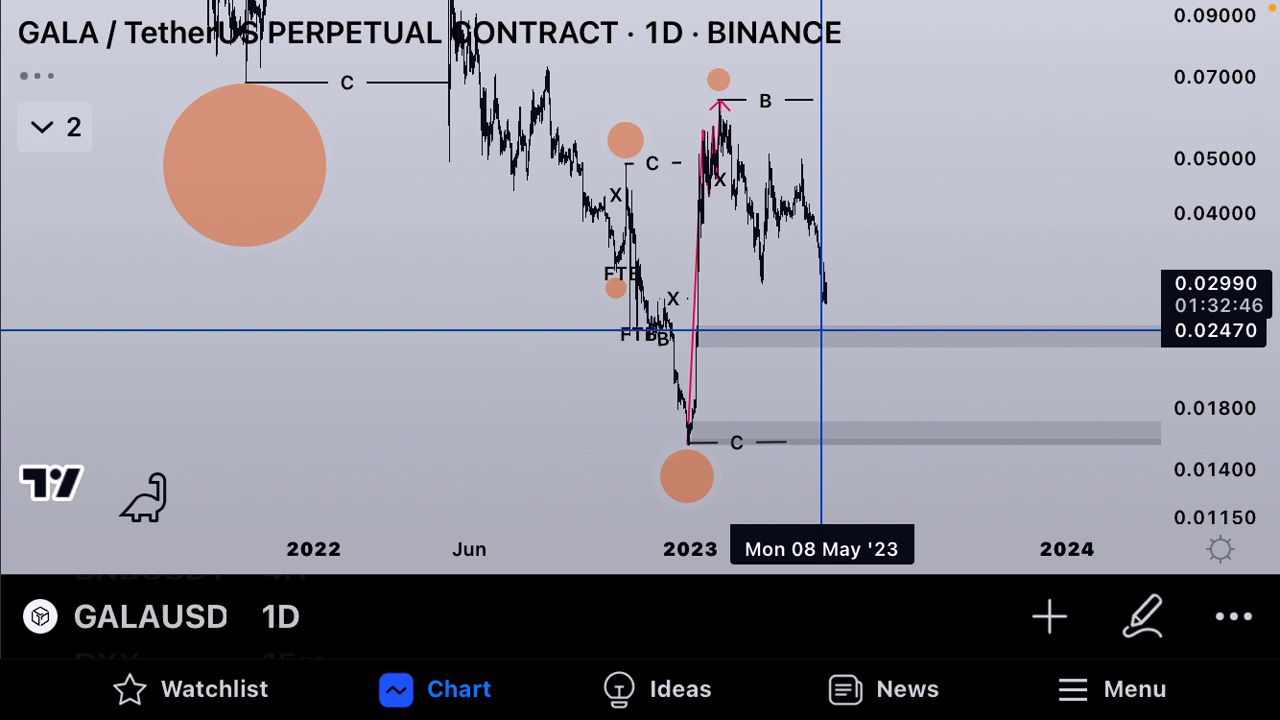 GALA / TetherUS PERPETUAL CONTRACT · 1D · BINANCE
2
C
C
X
FTB
X
B
B
X
C
0.09000
0.07000
0.05000
0.04000
0.02990
01:32:46
0.02470
0.01800
0.01400
0.01150
2022
Jun
2023
Mon 08 May '23
2024
GALAUSD 1D
Watchlist
Chart
Ideas
News
Menu